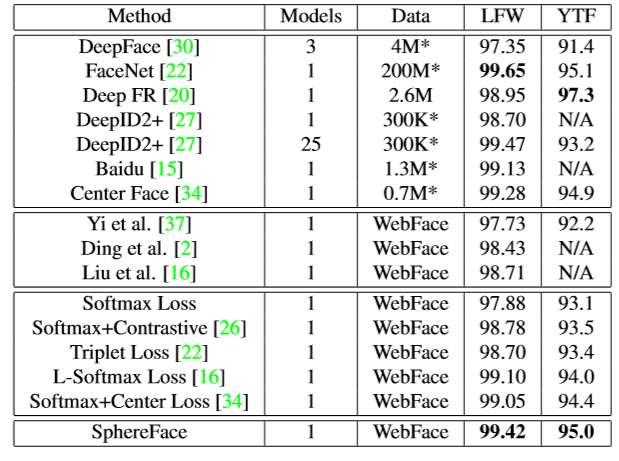 Method Models Data LFW YTF
DeepFace [30] 3 4M* 97.35 91.4
FaceNet [22] 1 200M* 99.65 95.1
Deep FR [20] 1 2.6M 98.95 97.3
DeepID2+ [27] 1 300K* 98.70 N/A
DeepID2+ [27] 25 300K* 99.47 93.2
Baidu [15] 1 1.3M* 99.13 N/A
Center Face [34] 1 0.7M* 99.28 94.9
Yi et al. [37] 1 WebFace 97.73 92.2
Ding et al. [2] 1 WebFace 98.43 N/A
Liu et al. [16] 1 WebFace 98.71 N/A
Softmax Loss 1 WebFace 97.88 93.1
Softmax+Contrastive [26] 1 WebFace 98.78 93.5
Triplet Loss [22] 1 WebFace 98.70 93.4
L-Softmax Loss [16] 1 WebFace 99.10 94.0
Softmax+Center Loss [34] 1 WebFace 99.05 94.4
SphereFace 1 WebFace 99.42 95.0